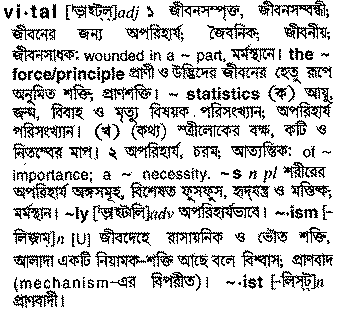 vi·tal [ˈভ়াইট্‌ল্]adj ১ জীবনসম্পৃক্ত, জীবনসম্বন্ধী;
জীবনের জন্য অপরিহার্য; জৈবনিক, জীবনীয়,
জীবনসাধক: wounded in a ~ part, মর্মস্থানে। the ~
force/principle প্রাণী ও উদ্ভিদের জীবনের হেতু রূপে
অনুমিত শক্তি; প্রাণশক্তি। ~ statistics (ক) আয়ু,
জন্ম, বিবাহ ও মৃত্যু বিষয়ক পরিসংখ্যান; অপরিহার্য
পরিসংখ্যান। (খ) (কথ্য) স্ত্রীলোকের বক্ষ, কটি ও
নিতম্বের মাপ। ২ অপরিহার্য, চরম; আত্যন্তিক: of ~
importance; a ~ necessity. ~s n pl শরীরের
অপরিহার্য অঙ্গসমূহ, বিশেষত ফুসফুস, হৃদ্‌যন্ত্র ও মস্তিষ্ক;
মর্মস্থান। ~ly [ˈভ়াইটালি]adv অপরিহার্যভাবে। ~·ism [-
লিজ়াম্]n [U] জীবদেহে রাসায়নিক ও ভৌত শক্তি,
আলাদা একটি নিয়ামক-শক্তি আছে বলে বিশ্বাস; প্রাণবাদ
(mechanism-এর বিপরীত)। ~·ist [-লিস্ট্]n
প্রাণবাদী।